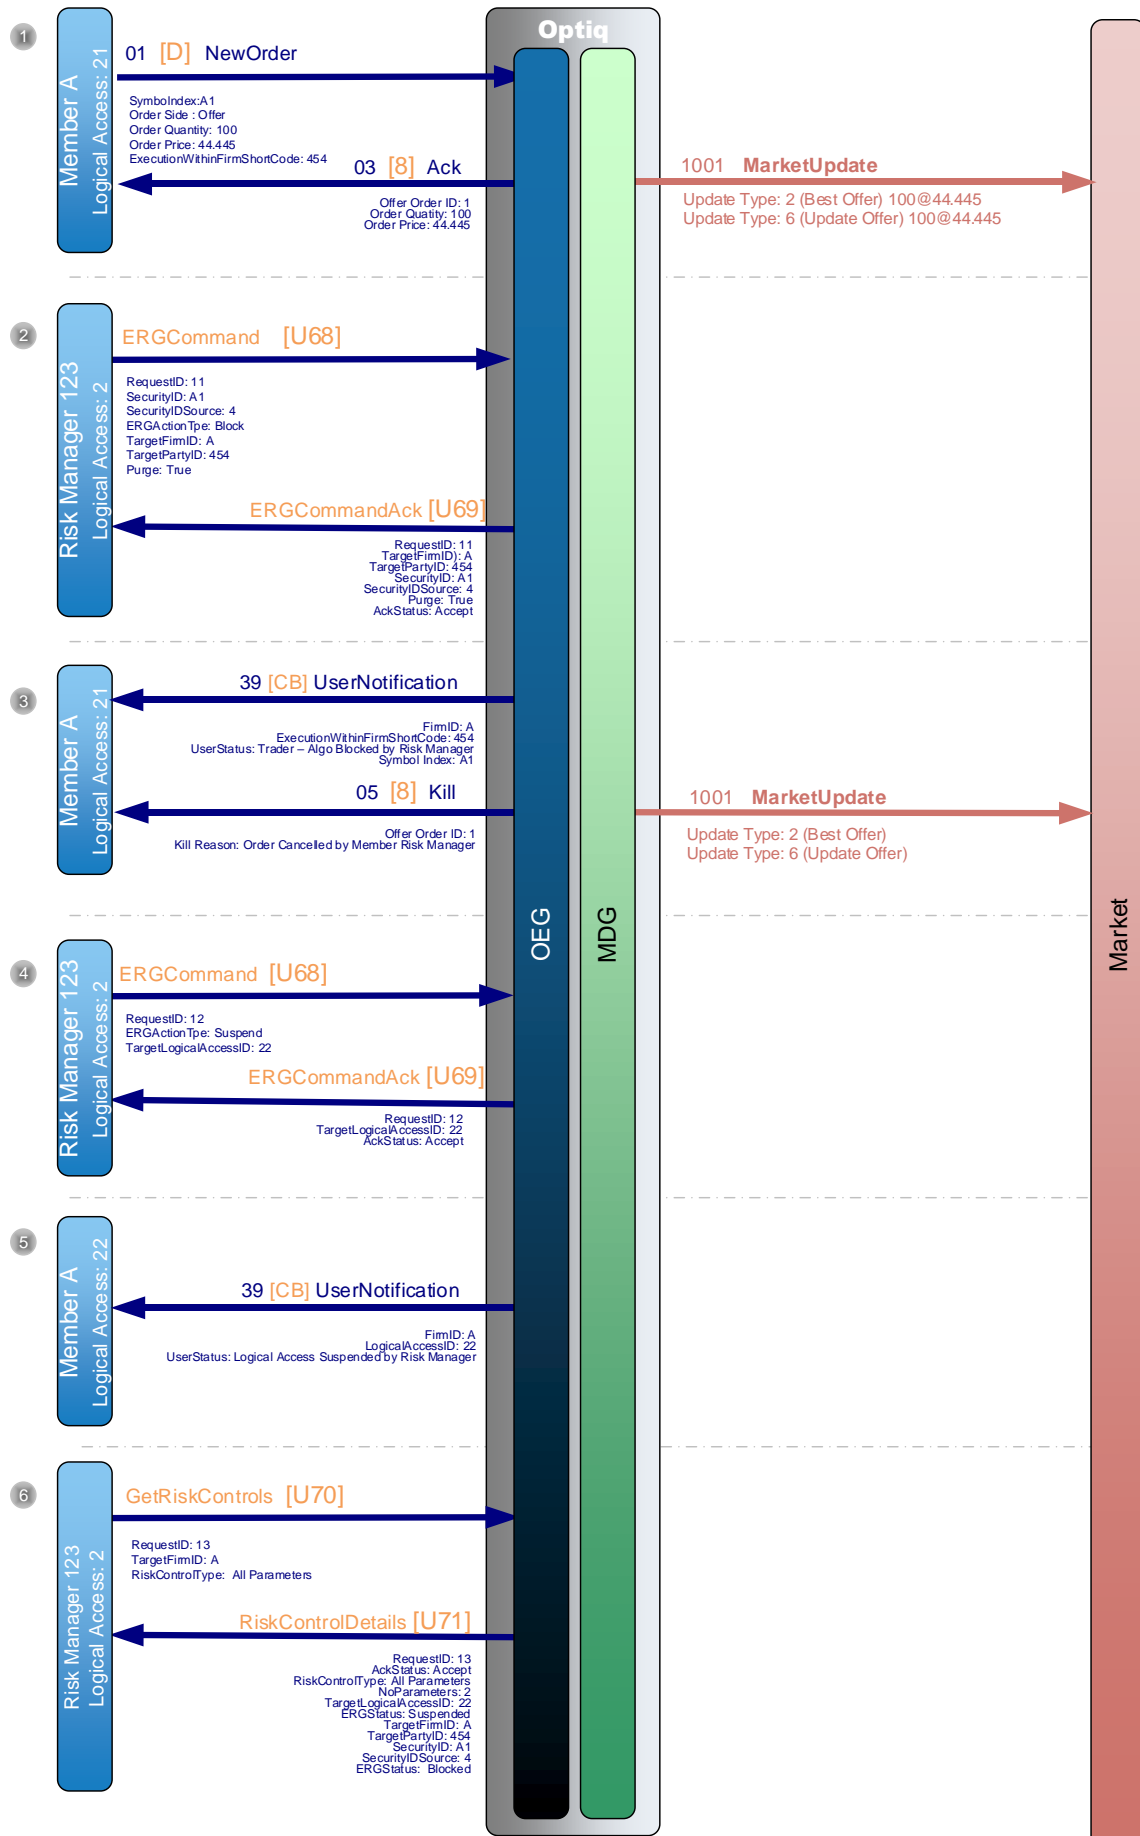 Optiq
OEG
MDG
Market
1
Member A
Logical Access: 21
01 [D] NewOrder
SymbolIndex:A1
Order Side : Offer
Order Quantity: 100
Order Price: 44.445
ExecutionWithinFirmShortCode: 454
03 [8] Ack
Offer Order ID: 1
Order Quatity: 100
Order Price: 44.445
1001 MarketUpdate
Update Type: 2 (Best Offer) 100@44.445
Update Type: 6 (Update Offer) 100@44.445
2
Risk Manager 123
Logical Access: 2
ERGCommand [U68]
RequestID: 11
SecurityID: A1
SecurityIDSource: 4
ERGActionTpe: Block
TargetFirmID: A
TargetPartyID: 454
Purge: True
ERGCommandAck [U69]
RequestID: 11
TargetFirmID): A
TargetPartyID: 454
SecurityID: A1
SecurityIDSource: 4
Purge: True
AckStatus: Accept
3
Member A
Logical Access: 21
39 [CB] UserNotification
FirmID: A
ExecutionWithinFirmShortCode: 454
UserStatus: Trader – Algo Blocked by Risk Manager
Symbol Index: A1
05 [8] Kill
Offer Order ID: 1
Kill Reason: Order Cancelled by Member Risk Manager
1001 MarketUpdate
Update Type: 2 (Best Offer)
Update Type: 6 (Update Offer)
4
Risk Manager 123
Logical Access: 2
ERGCommand [U68]
RequestID: 12
ERGActionTpe: Suspend
TargetLogicalAccessID: 22
ERGCommandAck [U69]
RequestID: 12
TargetLogicalAccessID: 22
AckStatus: Accept
5
Member A
Logical Access: 22
39 [CB] UserNotification
FirmID: A
LogicalAccessID: 22
UserStatus: Logical Access Suspended by Risk Manager
6
Risk Manager 123
Logical Access: 2
GetRiskControls [U70]
RequestID: 13
TargetFirmID: A
RiskControlType: All Parameters
RiskControlDetails [U71]
RequestID: 13
AckStatus: Accept
RiskControlType: All Parameters
NoParameters: 2
TargetLogicalAccessID: 22
ERGStatus: Suspended
TargetFirmID: A
TargetPartyID: 454
SecurityID: A1
SecurityIDSource: 4
ERGStatus: Blocked